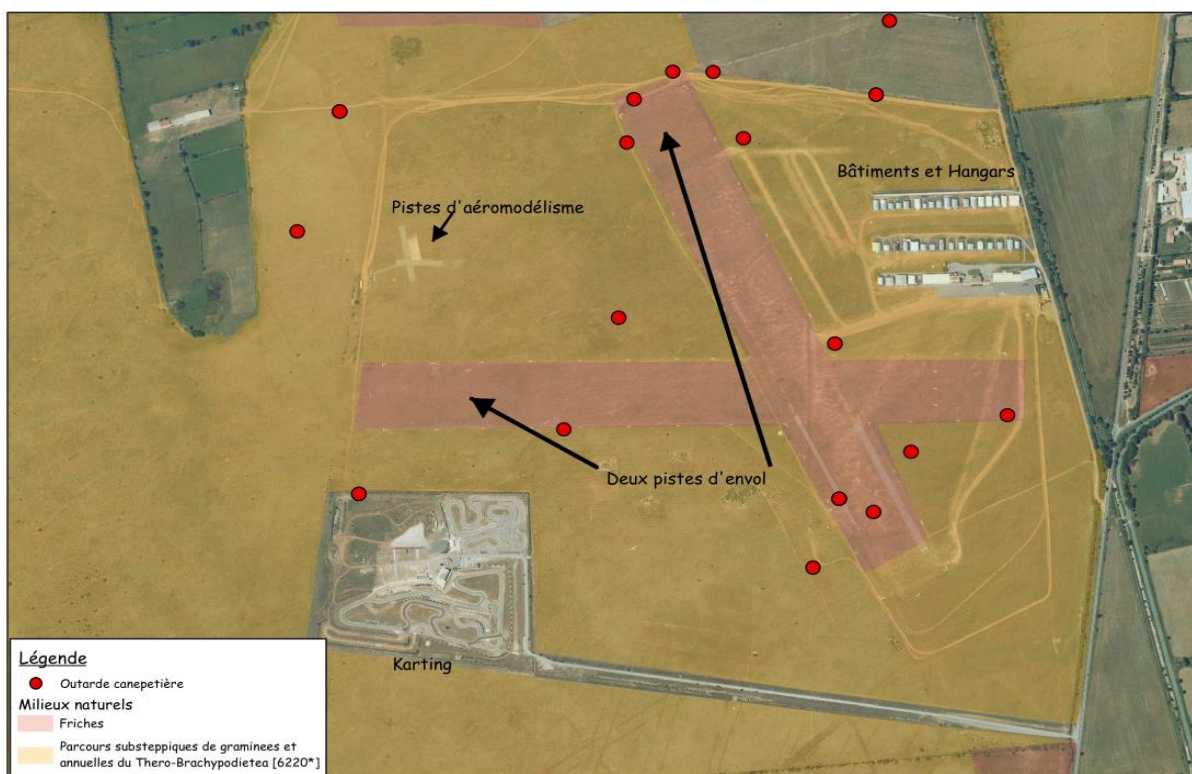 Bâtiments et Hangars
Pistes d'aéromodélisme
Deux pistes d'envol
Karting
Légende
Outarde canepetière
Milieux naturels
Friches
Parcours substeppiques de graminees et
annuelles du Thero-Brachypodietea [6220*]